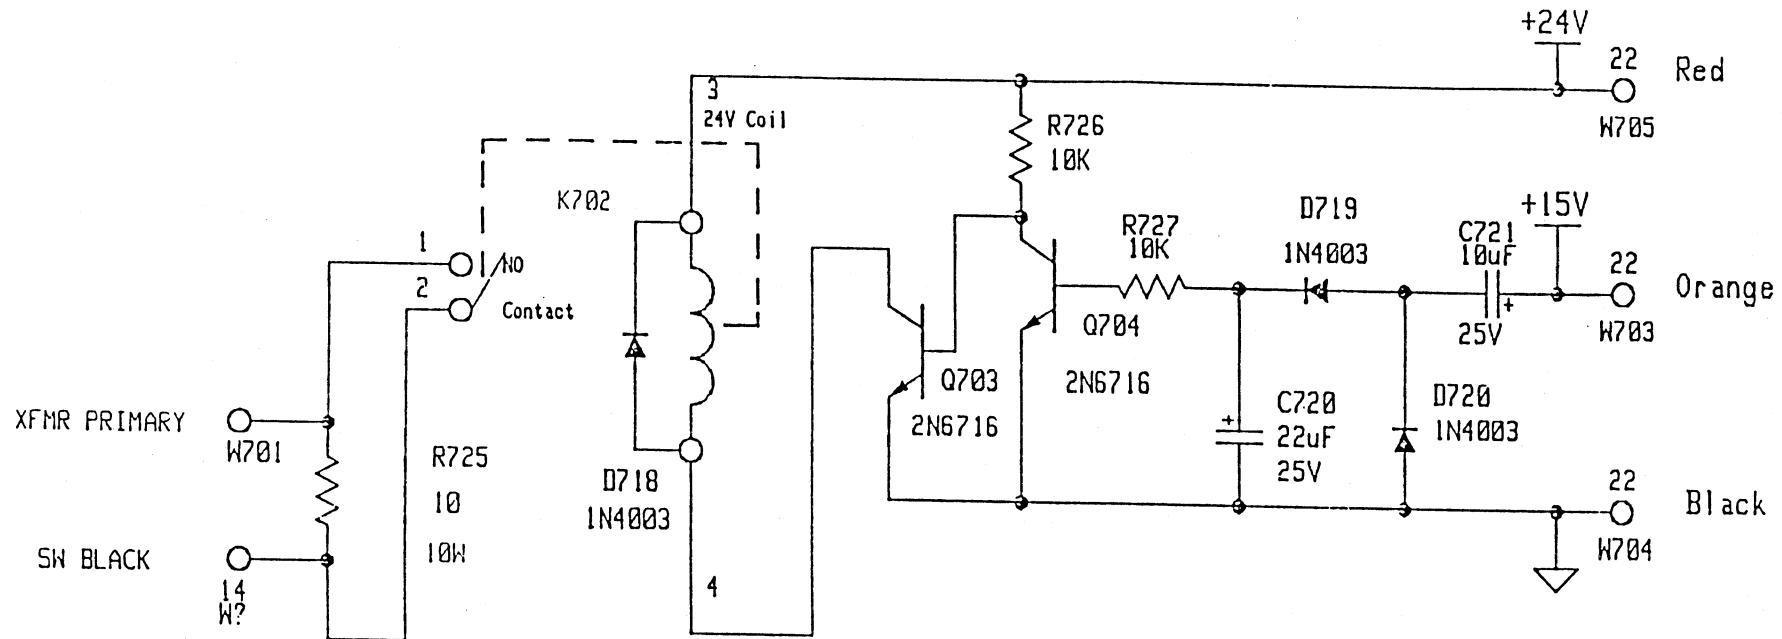 +24V
22
Red
3
24V Coil
W705
R726
10K
K702
D719
+15V
R727
10K
1N4003
C721
10uF
22
Orange
1
NO
2
Contact
Q704
25V
W703
Q703
2N6716
2N6716
C720
22uF
25V
D720
1N4003
XFMR PRIMARY
W701
R725
10
10W
D718
1N4003
22
Black
W704
SW BLACK
14
W?
4
+
+